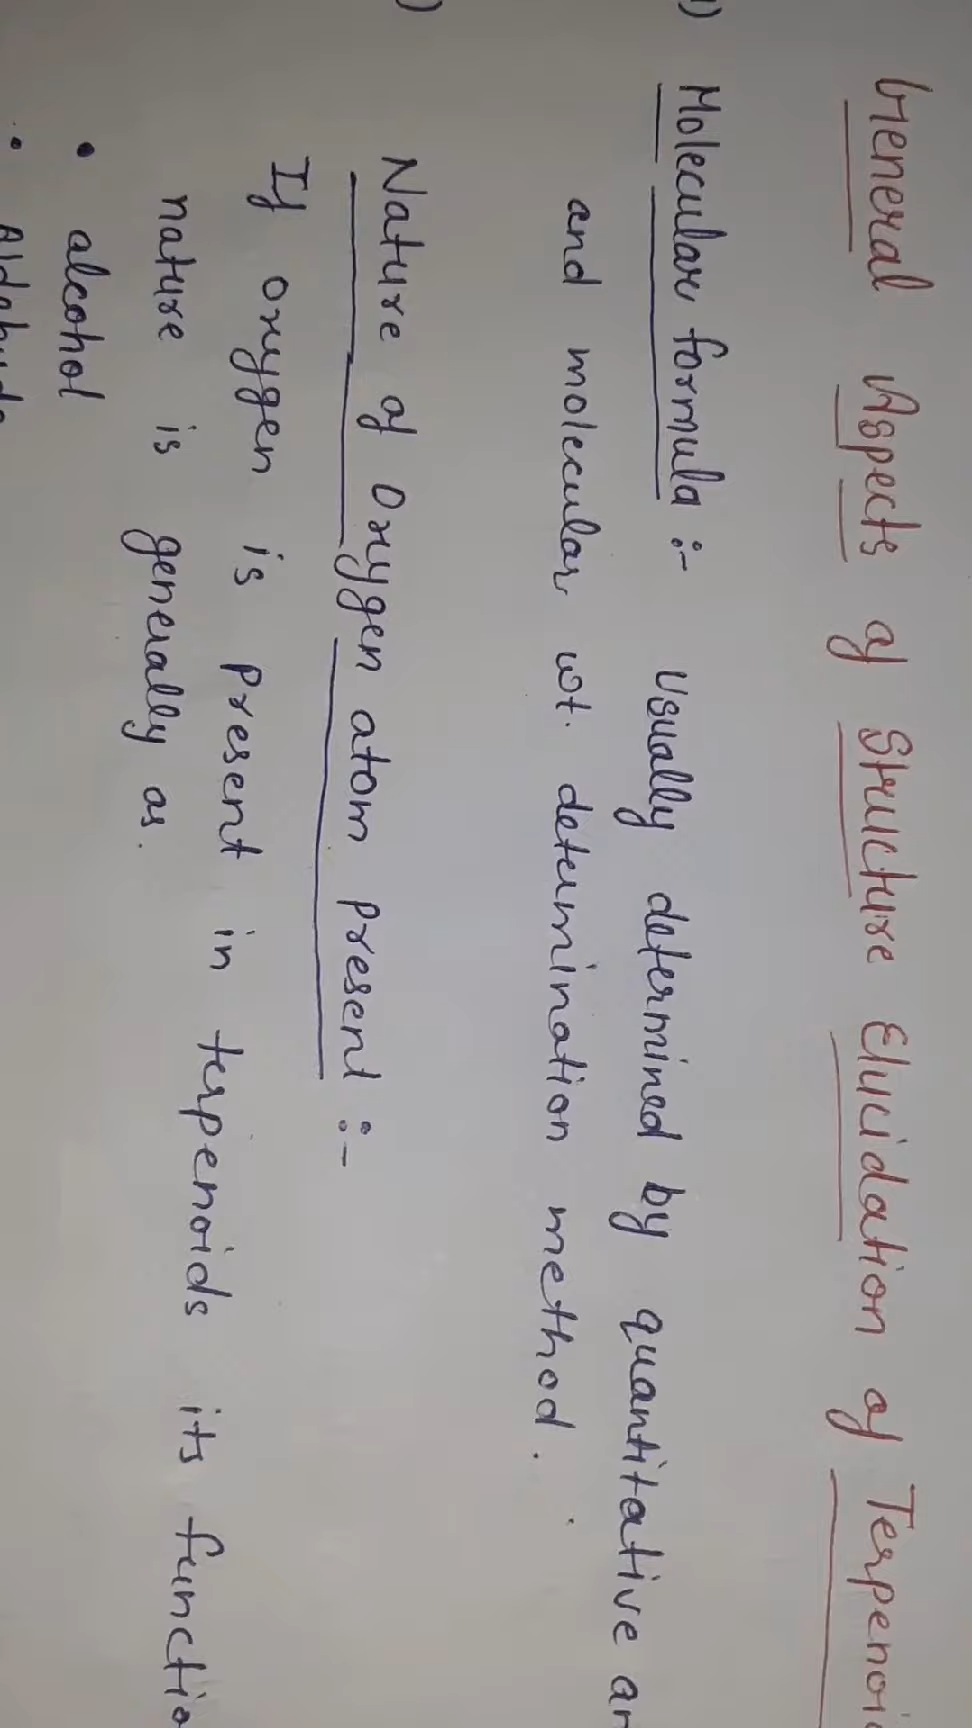 General Aspects of Structure Elucidation of Terpenoi
1) Molecular formula :- Usually determined by quantitative an
and molecular wt. determination method.
) Nature of Oxygen atom present :-
If oxygen is present in terpenoids its functio
nature is generally as.
• alcohol
• Aldehyde